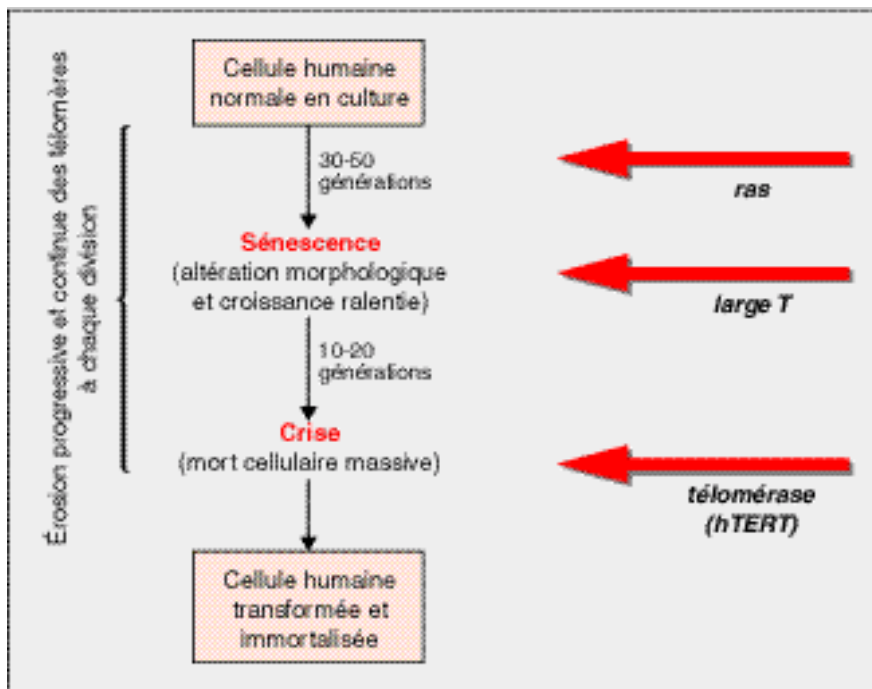 Érosion progressive et continue des télomères
à chaque division
Cellule humaine
normale en culture
30-50
générations
ras
Sénescence
(altération morphologique
et croissance ralentie)
large T
10-20
générations
Crise
(mort cellulaire massive)
télomérase
(hTERT)
Cellule humaine
transformée et
immortalisée